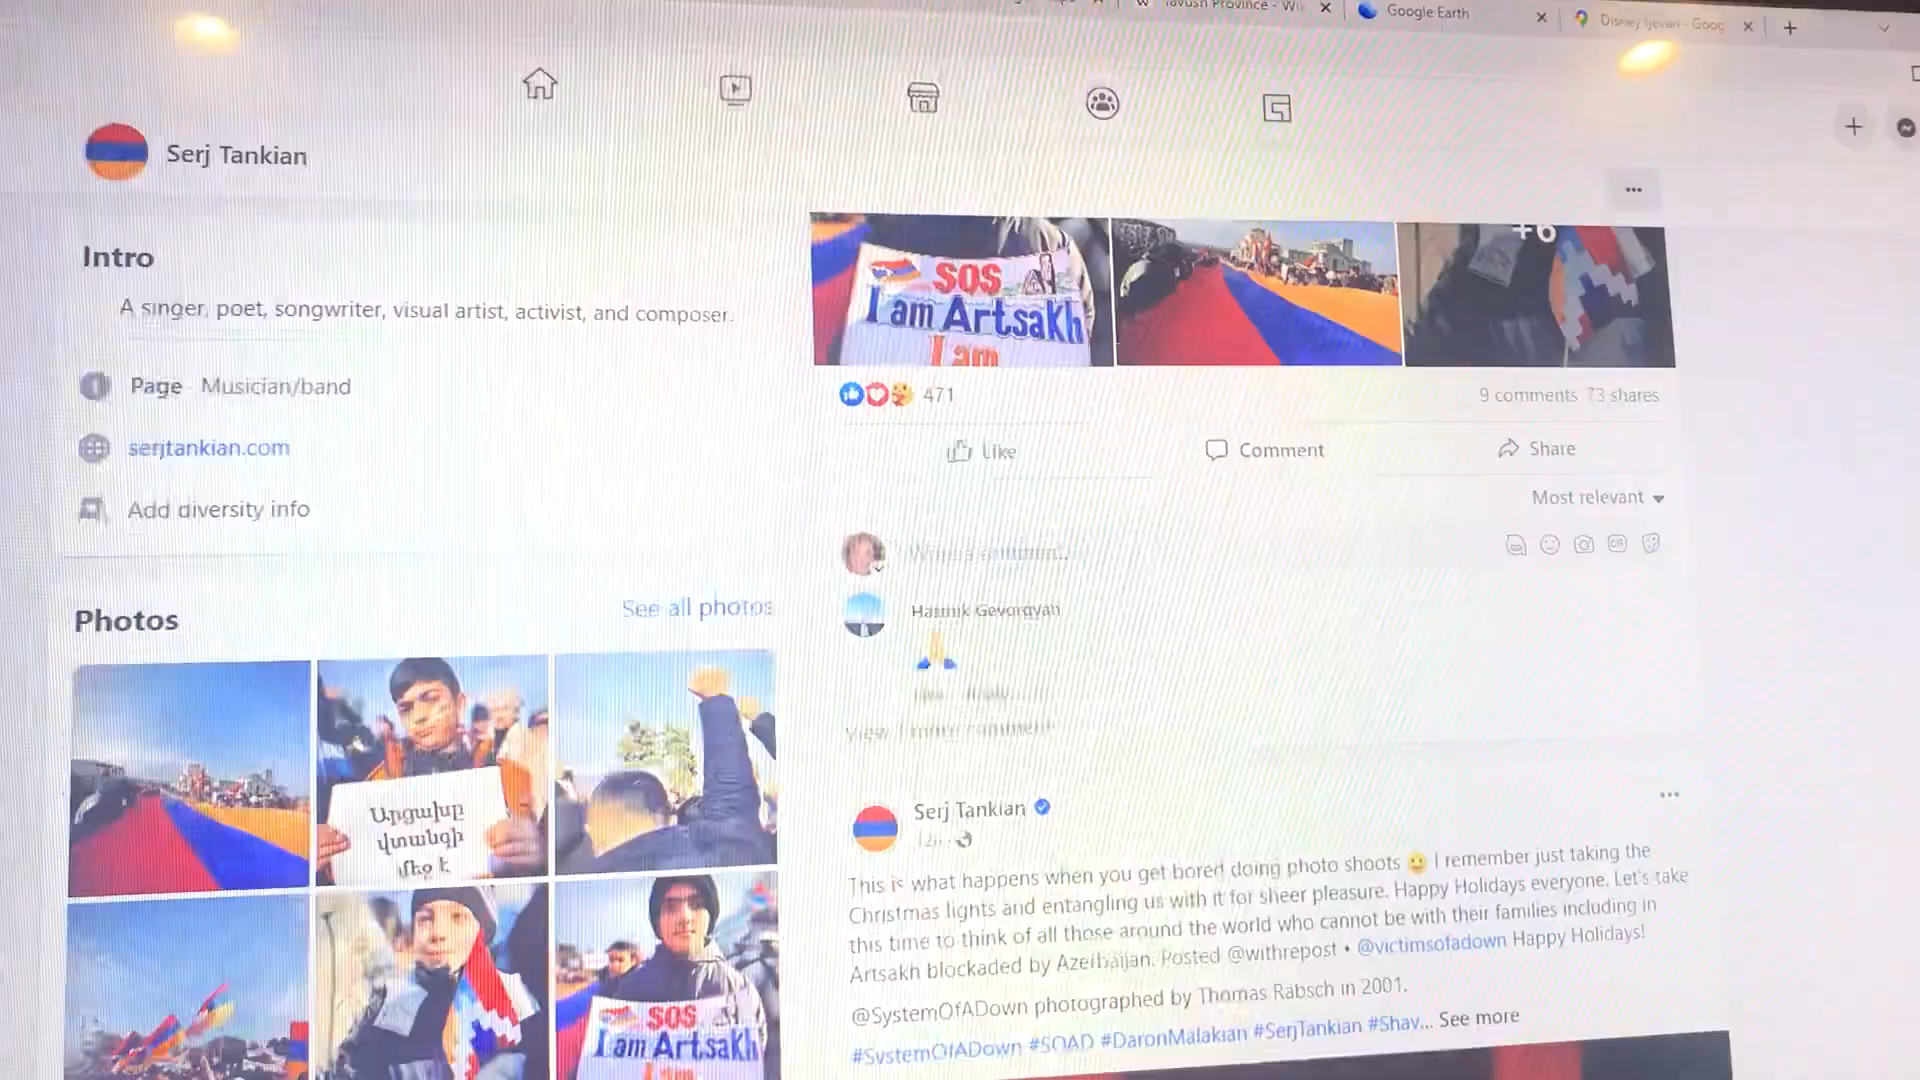 Province - Wi
Google Earth
Disney Ijevan - Goog
Serj Tankian
Intro
A singer, poet, songwriter, visual artist, activist, and composer.
Page · Musician/band
serjtankian.com
Add diversity info
Photos
See all photos
Արցախը
վտանգի
մեջ է
SOS
I am Artsakh
I am
SOS
I am Artsakh
I am
+6
471
9 comments 73 shares
Like
Comment
Share
Most relevant
GIF
Gevorgyan
Serj Tankian
12h
This is what happens when you get bored doing photo shoots 🙂 I remember just taking the
Christmas lights and entangling us with it for sheer pleasure. Happy Holidays everyone. Let's take
this time to think of all those around the world who cannot be with their families including in
Artsakh blockaded by Azerbaijan. Posted @withrepost • @victimsofadown Happy Holidays!
@SystemOfADown photographed by Thomas Rabsch in 2001.
#SystemOfADown #SOAD #DaronMalakian #SerjTankian #Shav... See more